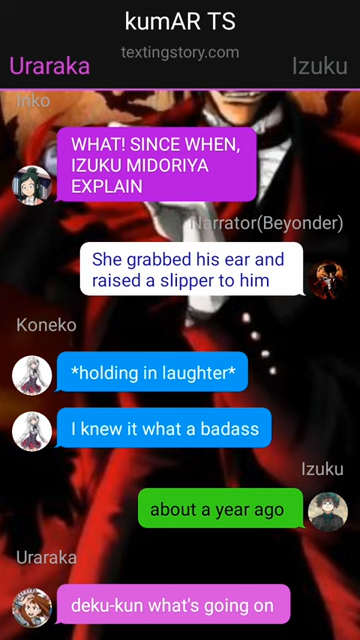 kumAR TS
textingstory.com
Uraraka
Izuku
Inko
WHAT! SINCE WHEN,
IZUKU MIDORIYA
EXPLAIN
Narrator(Beyonder)
She grabbed his ear and
raised a slipper to him
Koneko
*holding in laughter*
I knew it what a badass
Izuku
about a year ago
Uraraka
deku-kun what's going on